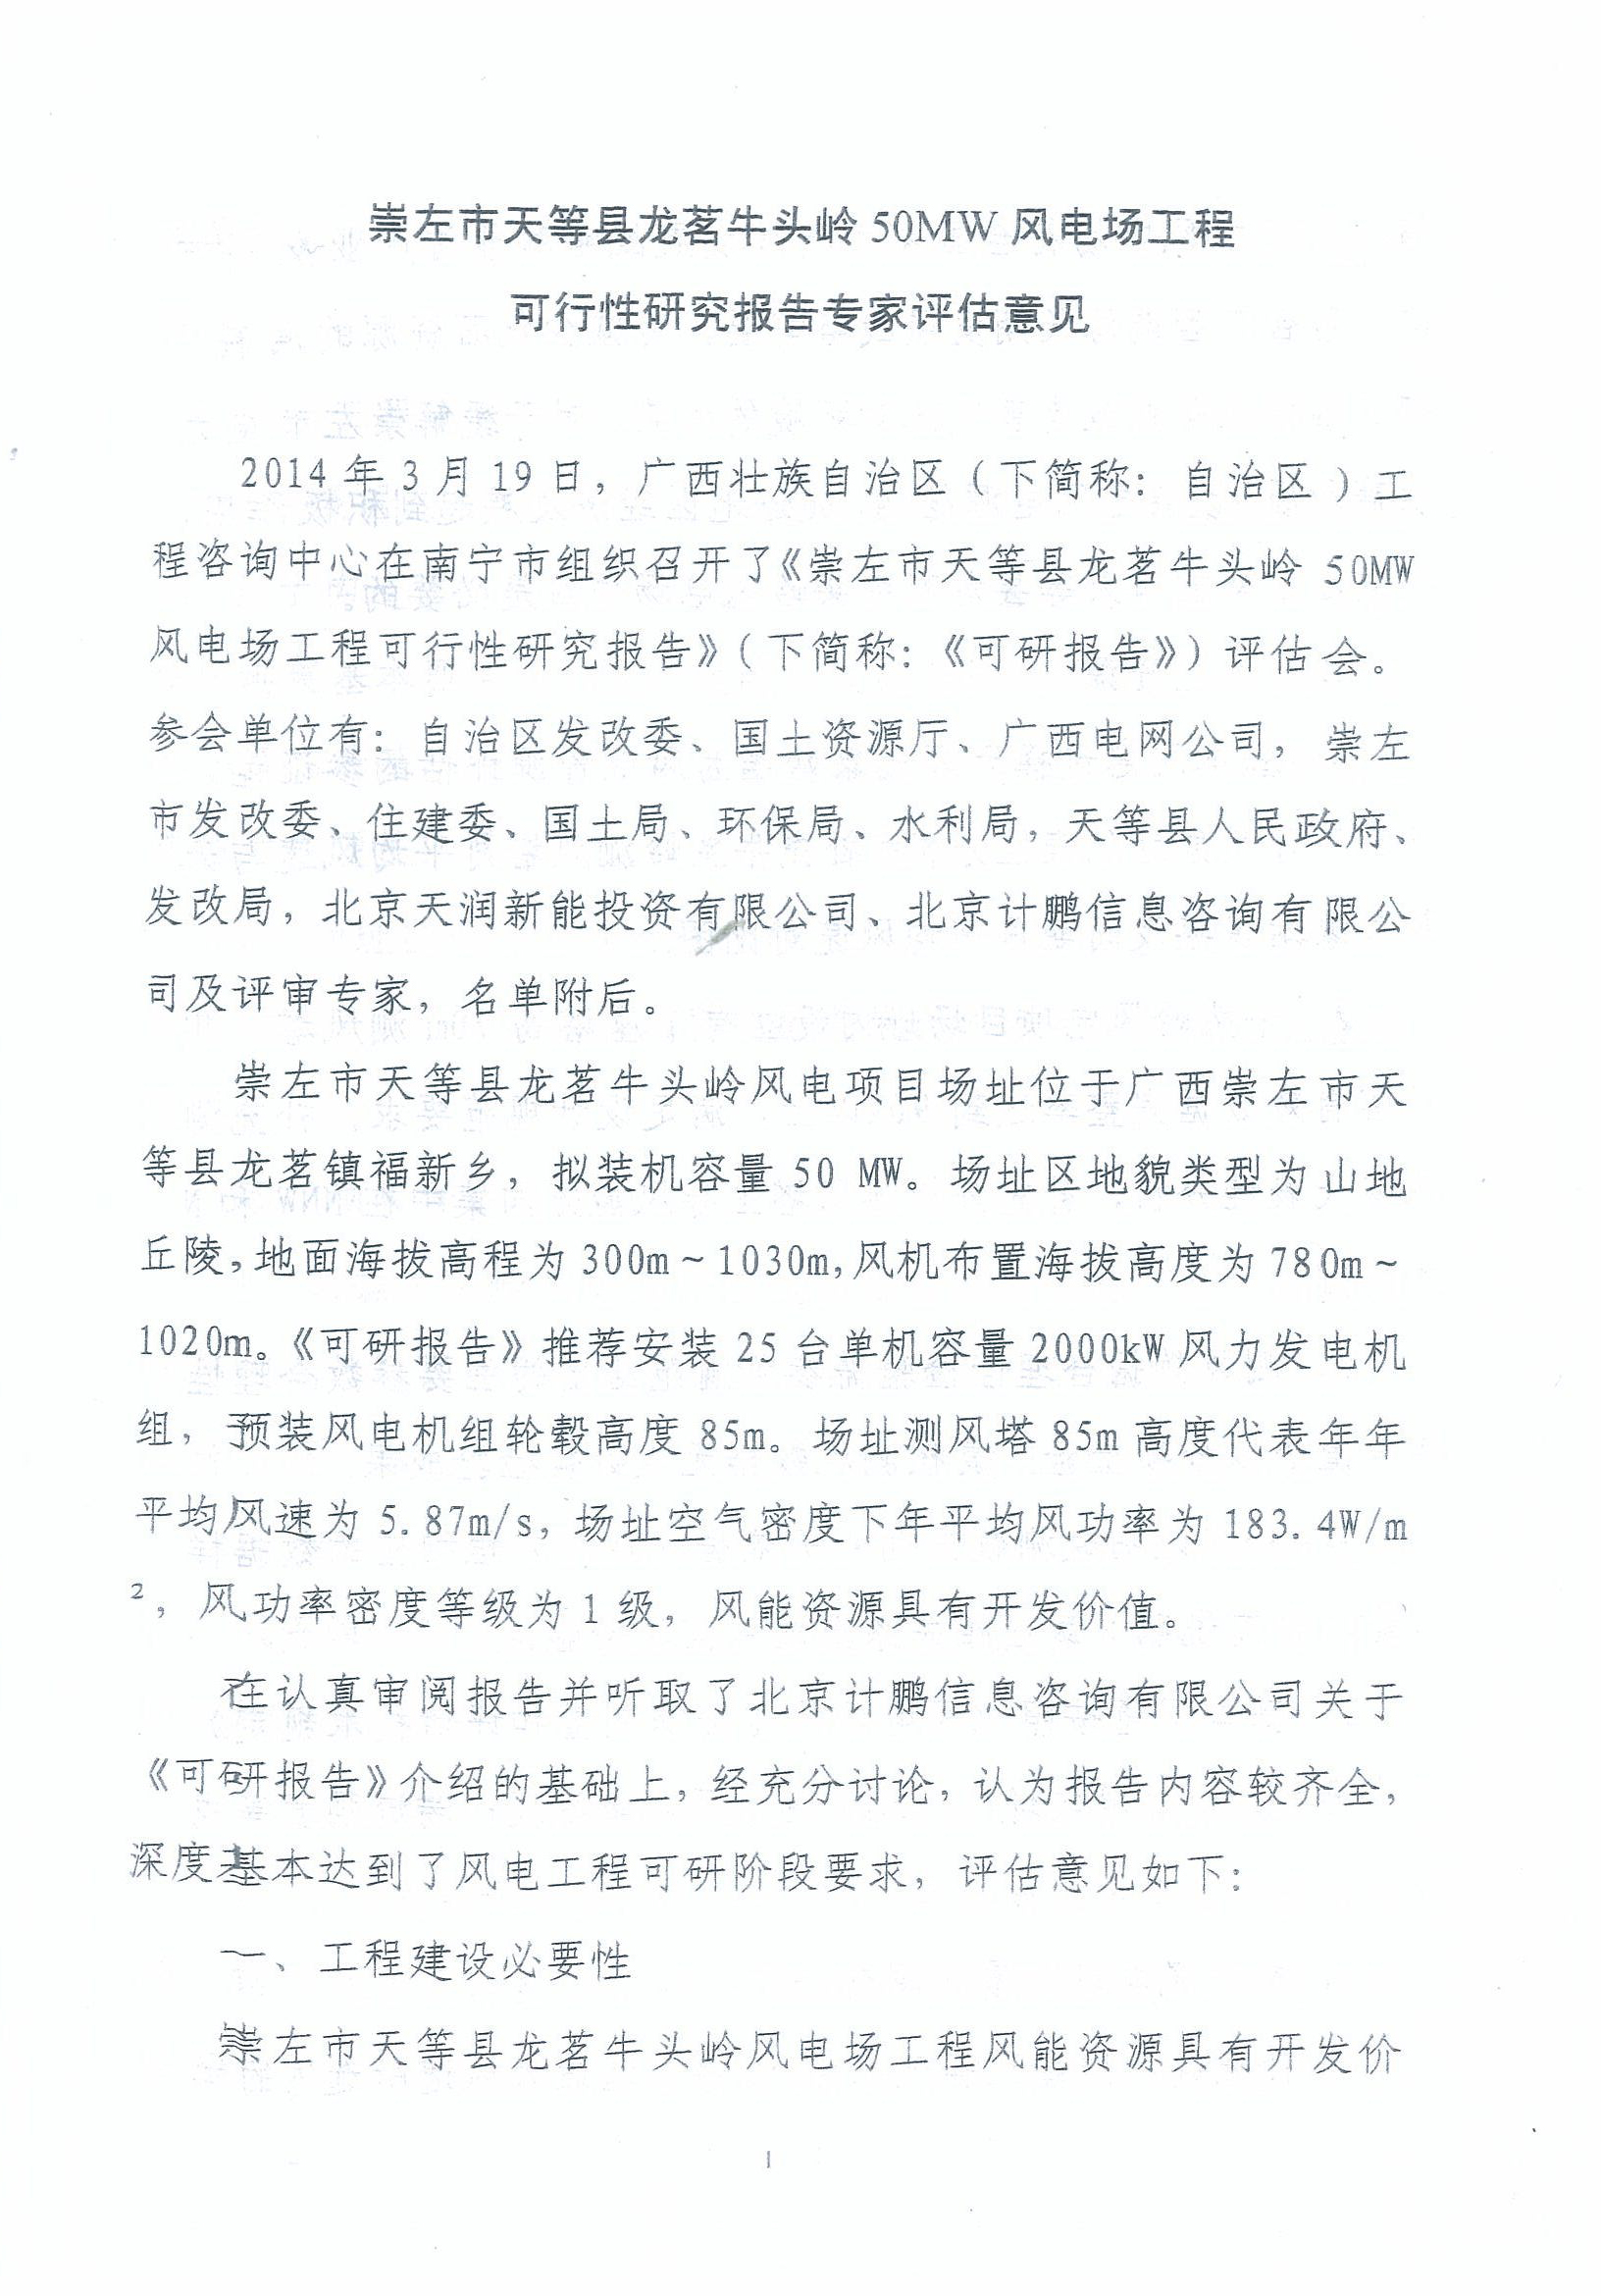 崇左市天等县龙茗牛头岭 50MW 风电场工程
可行性研究报告专家评估意见
2014 年 3 月 19 日，广西壮族自治区（下简称：自治区）工
程咨询中心在南宁市组织召开了《崇左市天等县龙茗牛头岭 50MW
风电场工程可行性研究报告》（下简称：《可研报告》）评估会。
参会单位有：自治区发改委、国土资源厅、广西电网公司，崇左
市发改委、住建委、国土局、环保局、水利局，天等县人民政府、
发改局，北京天润新能投资有限公司、北京计鹏信息咨询有限公
司及评审专家，名单附后。
崇左市天等县龙茗牛头岭风电项目场址位于广西崇左市天
等县龙茗镇福新乡，拟装机容量 50 MW。场址区地貌类型为山地
丘陵，地面海拔高程为 300m～1030m，风机布置海拔高度为 780m～
1020m。《可研报告》推荐安装 25 台单机容量 2000kW 风力发电机
组，预装风电机组轮毂高度 85m。场址测风塔 85m 高度代表年年
平均风速为 5.87m/s，场址空气密度下年平均风功率为 183.4W/m
²，风功率密度等级为 1 级，风能资源具有开发价值。
在认真审阅报告并听取了北京计鹏信息咨询有限公司关于
《可研报告》介绍的基础上，经充分讨论，认为报告内容较齐全，
深度基本达到了风电工程可研阶段要求，评估意见如下：
一、工程建设必要性
崇左市天等县龙茗牛头岭风电场工程风能资源具有开发价
1